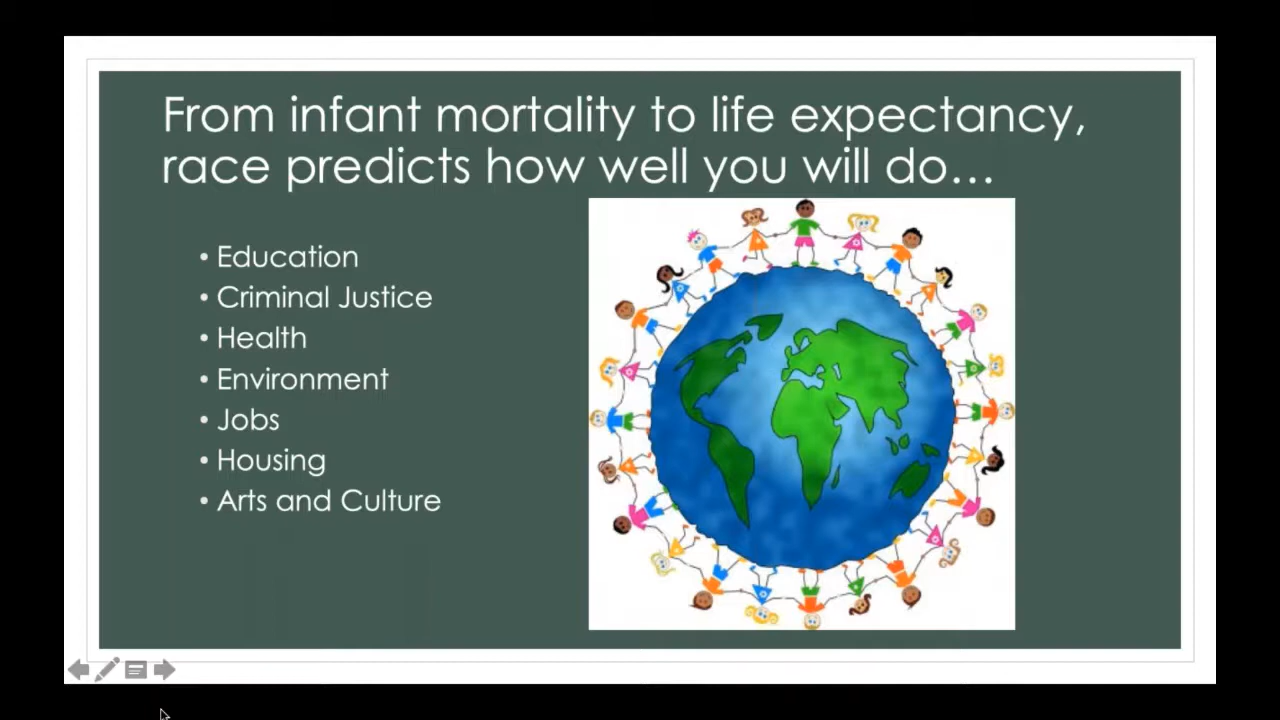 From infant mortality to life expectancy,
race predicts how well you will do…
• Education
• Criminal Justice
• Health
• Environment
• Jobs
• Housing
• Arts and Culture